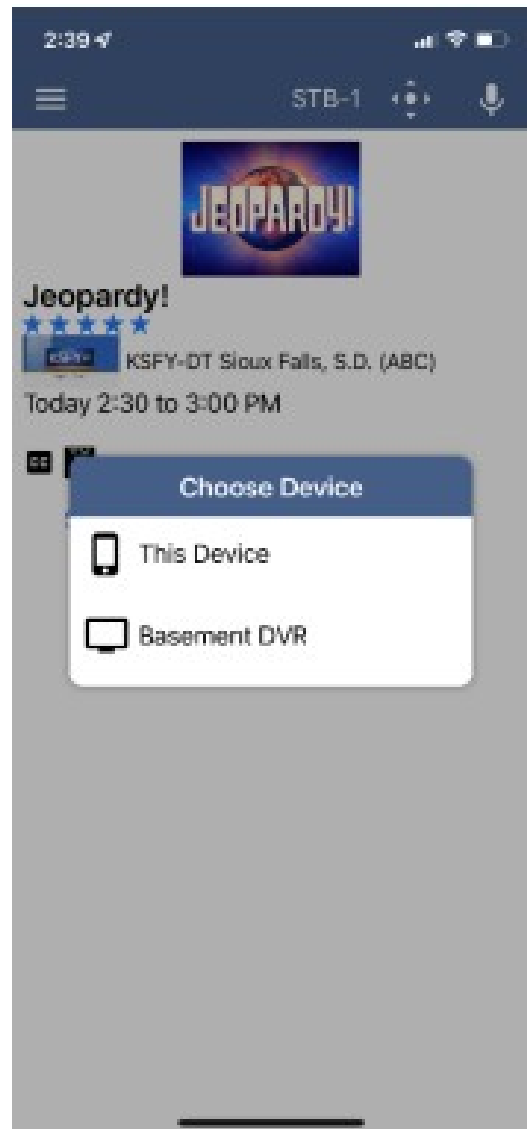 2:39
STB-1
JEOPARDY!
Jeopardy!
KSFY-DT Sioux Falls, S.D. (ABC)
Today 2:30 to 3:00 PM
CC
Choose Device
This Device
Basement DVR